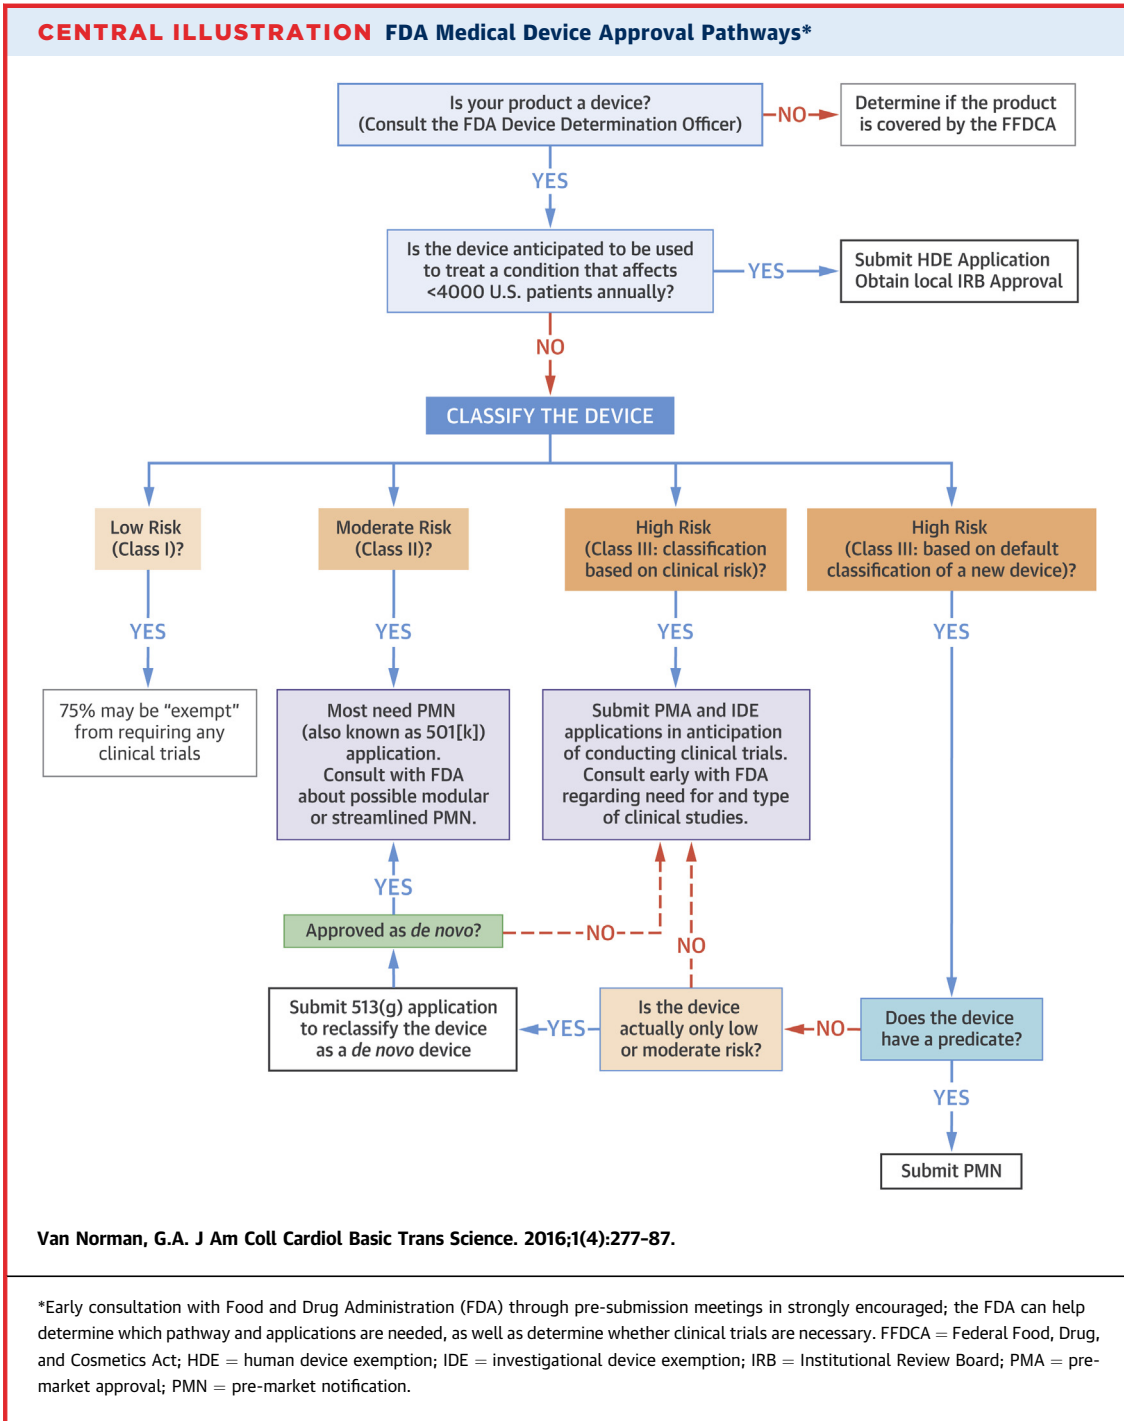 CENTRAL ILLUSTRATION FDA Medical Device Approval Pathways*
Is your product a device?
(Consult the FDA Device Determination Officer)
NO
Determine if the product
is covered by the FFDCA
YES
Is the device anticipated to be used
to treat a condition that affects
<4000 U.S. patients annually?
YES
Submit HDE Application
Obtain local IRB Approval
NO
CLASSIFY THE DEVICE
Low Risk
(Class I)?
Moderate Risk
(Class II)?
High Risk
(Class III: classification
based on clinical risk)?
High Risk
(Class III: based on default
classification of a new device)?
YES
YES
YES
YES
75% may be “exempt”
from requiring any
clinical trials
Most need PMN
(also known as 501[k])
application.
Consult with FDA
about possible modular
or streamlined PMN.
Submit PMA and IDE
applications in anticipation
of conducting clinical trials.
Consult early with FDA
regarding need for and type
of clinical studies.
YES
Approved as de novo?
NO
NO
Submit 513(g) application
to reclassify the device
as a de novo device
YES
Is the device
actually only low
or moderate risk?
NO
Does the device
have a predicate?
YES
Submit PMN
Van Norman, G.A. J Am Coll Cardiol Basic Trans Science. 2016;1(4):277–87.
*Early consultation with Food and Drug Administration (FDA) through pre-submission meetings in strongly encouraged; the FDA can help
determine which pathway and applications are needed, as well as determine whether clinical trials are necessary. FFDCA = Federal Food, Drug,
and Cosmetics Act; HDE = human device exemption; IDE = investigational device exemption; IRB = Institutional Review Board; PMA = pre-
market approval; PMN = pre-market notification.